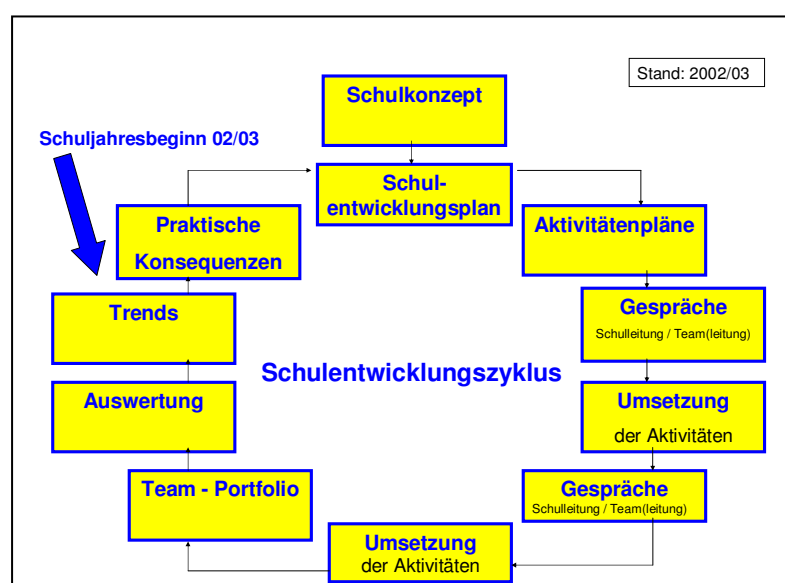 Stand: 2002/03
Schulkonzept
Schuljahresbeginn 02/03
Schul-
entwicklungsplan
Praktische
Konsequenzen
Aktivitätenpläne
Trends
Gespräche
Schulleitung / Team(leitung)
Schulentwicklungszyklus
Auswertung
Umsetzung
der Aktivitäten
Team - Portfolio
Gespräche
Schulleitung / Team(leitung)
Umsetzung
der Aktivitäten